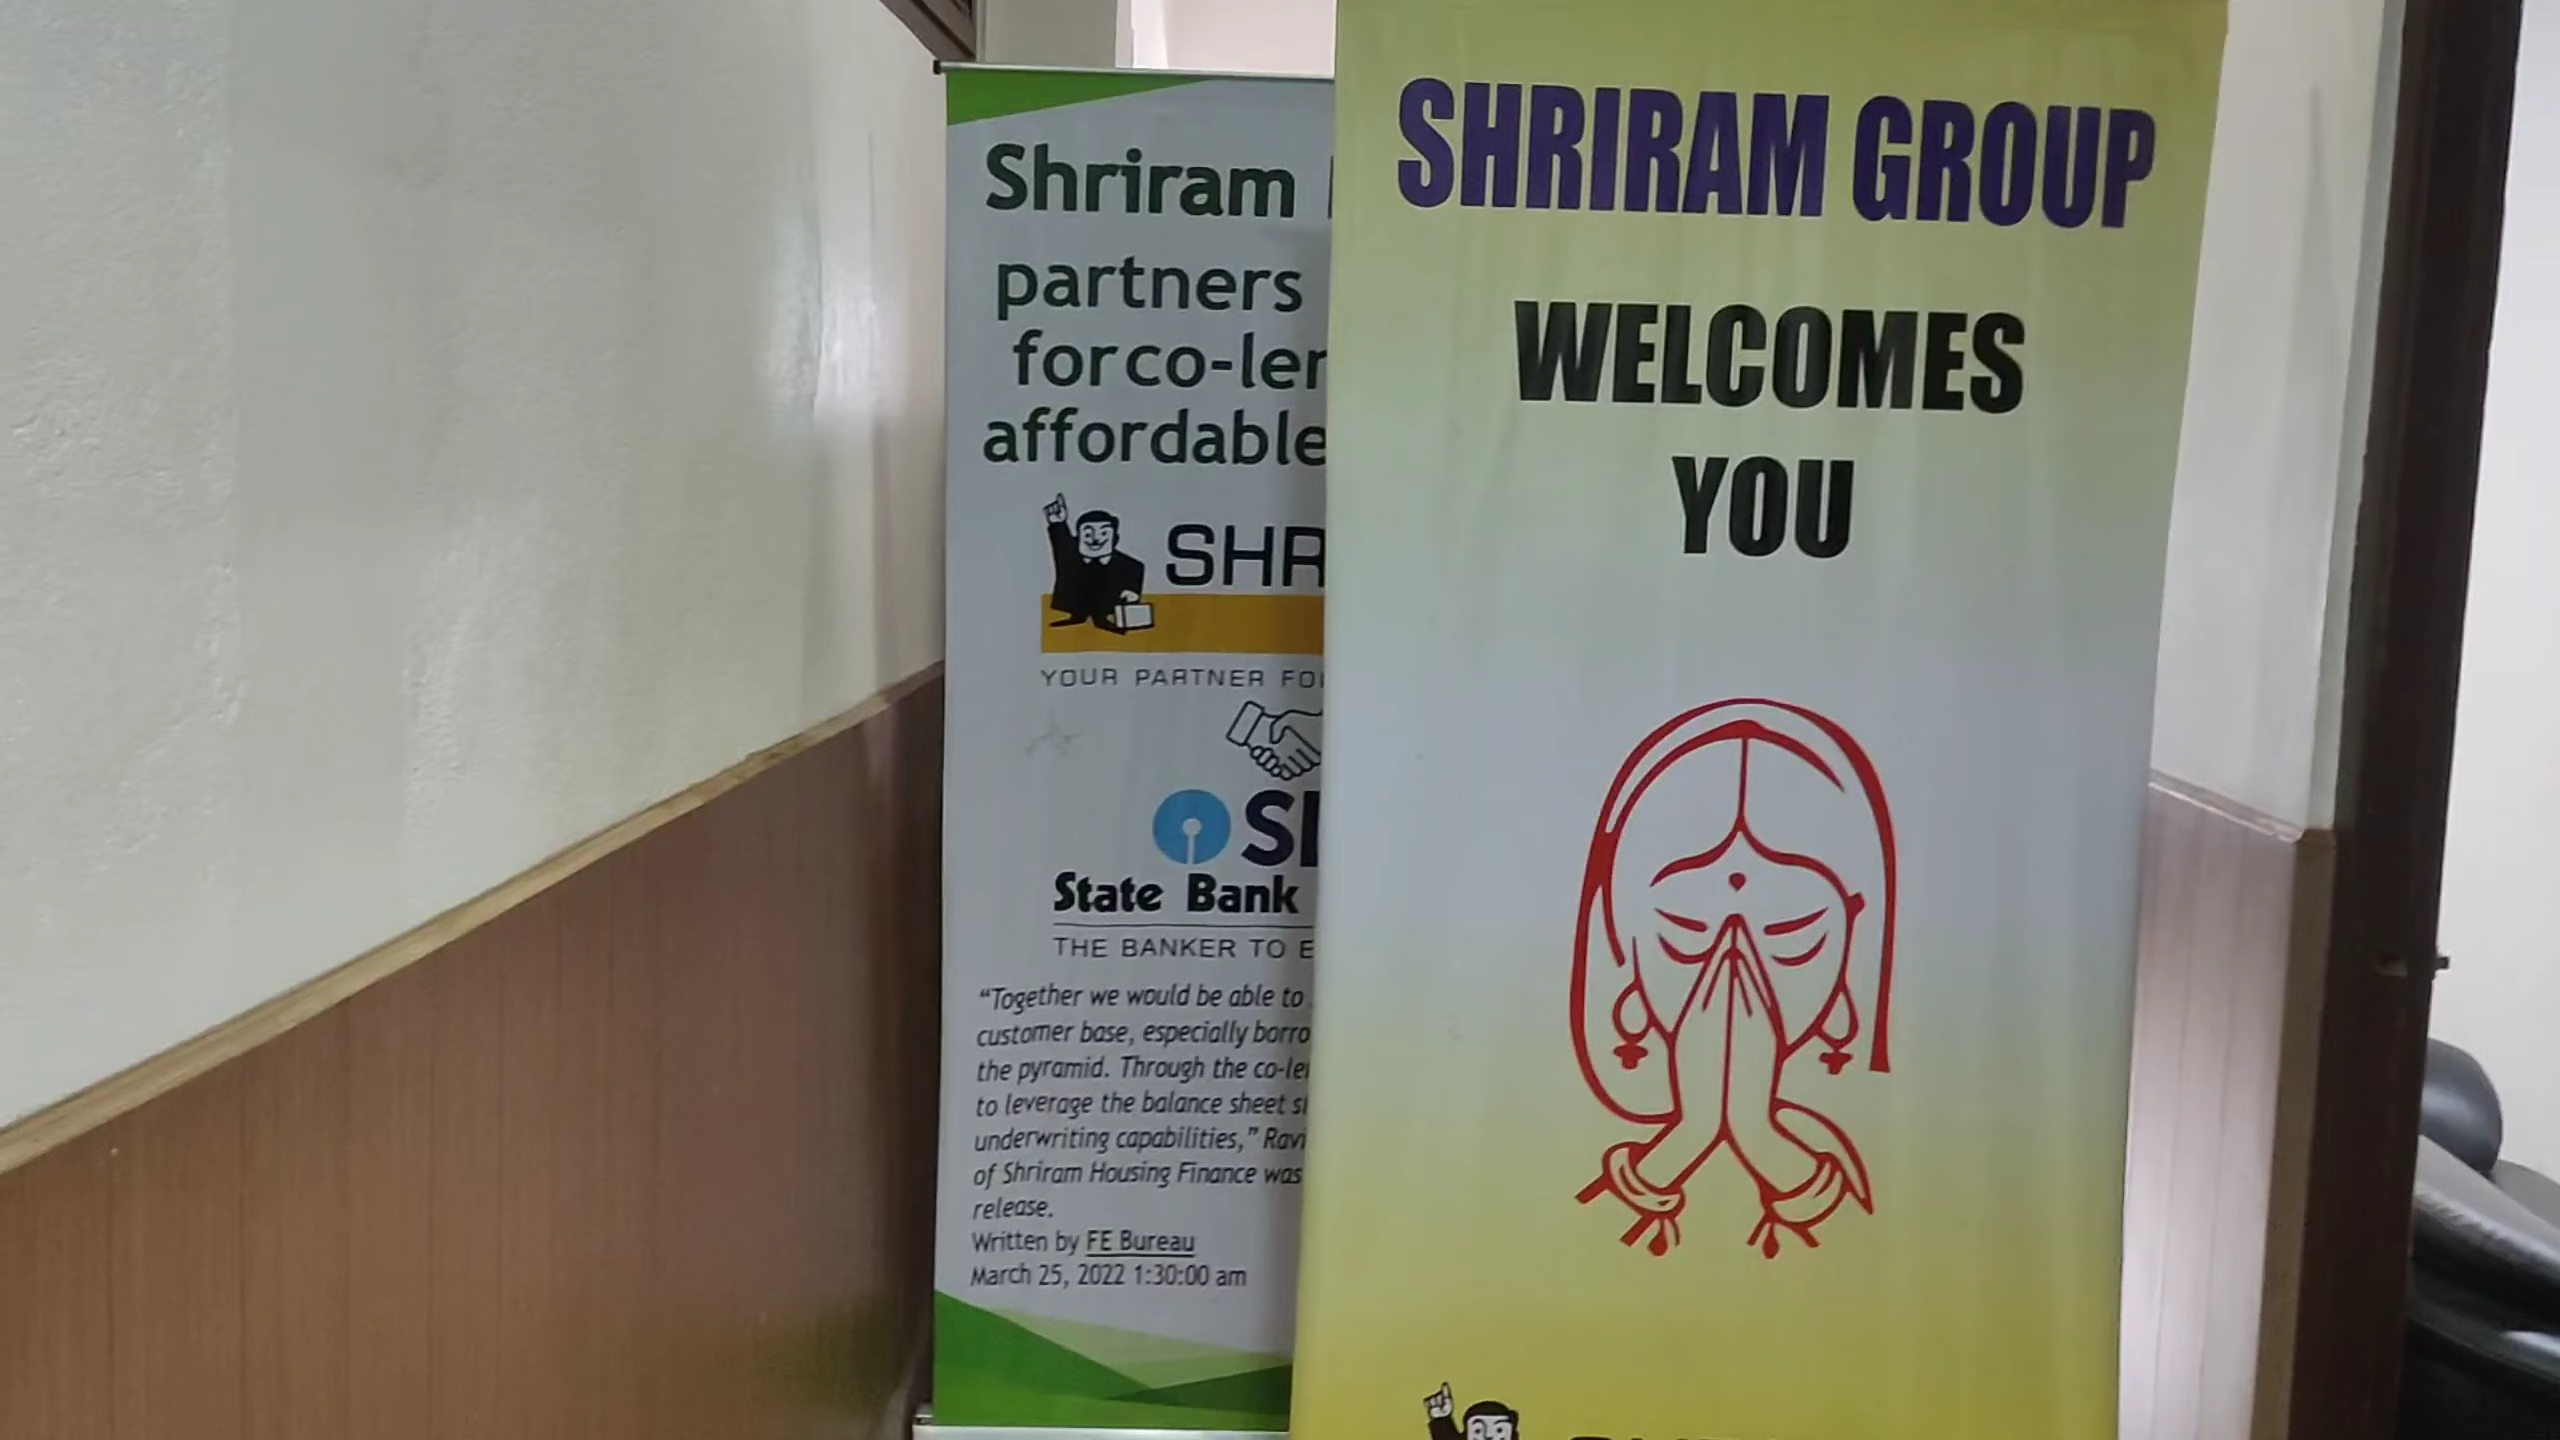 Shriram
partners
for co-ler
affordable
SHR
YOUR PARTNER FO
State Bank
THE BANKER TO E
“Together we would be able to
customer base, especially borro
the pyramid. Through the co-le
to leverage the balance sheet s
underwriting capabilities,” Ravi
of Shriram Housing Finance was
release.
Written by FE Bureau
March 25, 2022 1:30:00 am
SHRIRAM GROUP
WELCOMES
YOU